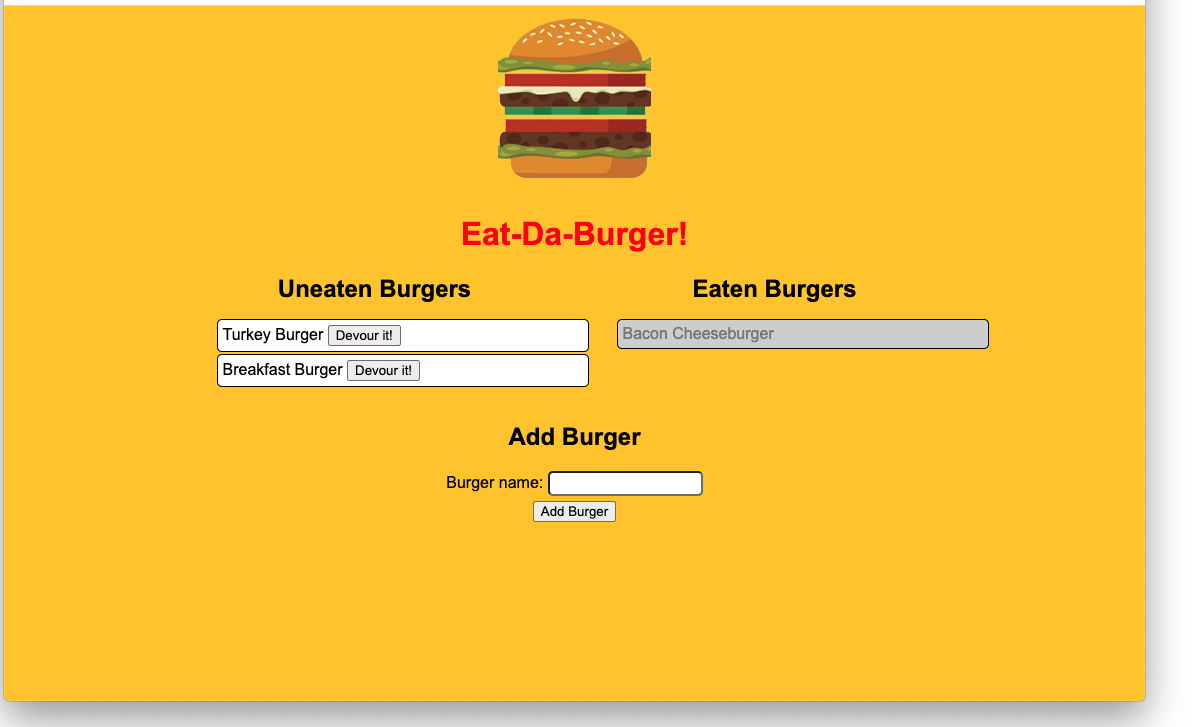 Eat-Da-Burger!
Uneaten Burgers
Turkey Burger Devour it!
Breakfast Burger Devour it!
Eaten Burgers
Bacon Cheeseburger
Add Burger
Burger name:
Add Burger